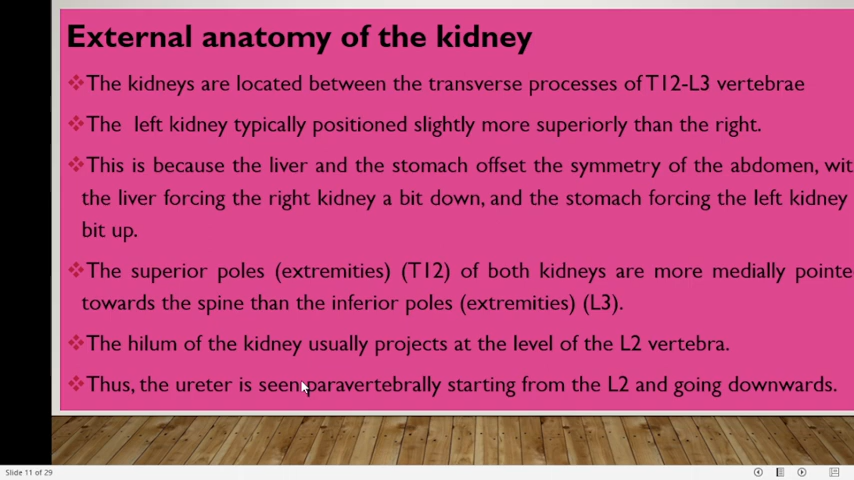 External anatomy of the kidney
❖The kidneys are located between the transverse processes of T12-L3 vertebrae
❖The left kidney typically positioned slightly more superiorly than the right.
❖This is because the liver and the stomach offset the symmetry of the abdomen, wit
the liver forcing the right kidney a bit down, and the stomach forcing the left kidney
bit up.
❖The superior poles (extremities) (T12) of both kidneys are more medially pointe
towards the spine than the inferior poles (extremities) (L3).
❖The hilum of the kidney usually projects at the level of the L2 vertebra.
❖Thus, the ureter is seen paravertebrally starting from the L2 and going downwards.
Slide 11 of 29